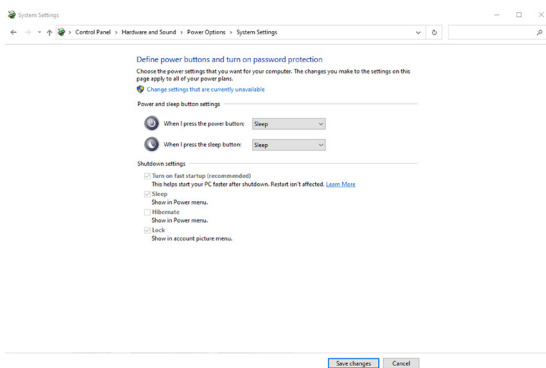 System Settings
Control Panel > Hardware and Sound > Power Options > System Settings
Define power buttons and turn on password protection
Choose the power settings that you want for your computer. The changes you make to the settings on this
page apply to all of your power plans.
Change settings that are currently unavailable
Power and sleep button settings
When I press the power button: Sleep
When I press the sleep button: Sleep
Shutdown settings
Turn on fast startup (recommended)
This helps start your PC faster after shutdown. Restart isn't affected. Learn More
Sleep
Show in Power menu.
Hibernate
Show in Power menu.
Lock
Show in account picture menu.
Save changes Cancel